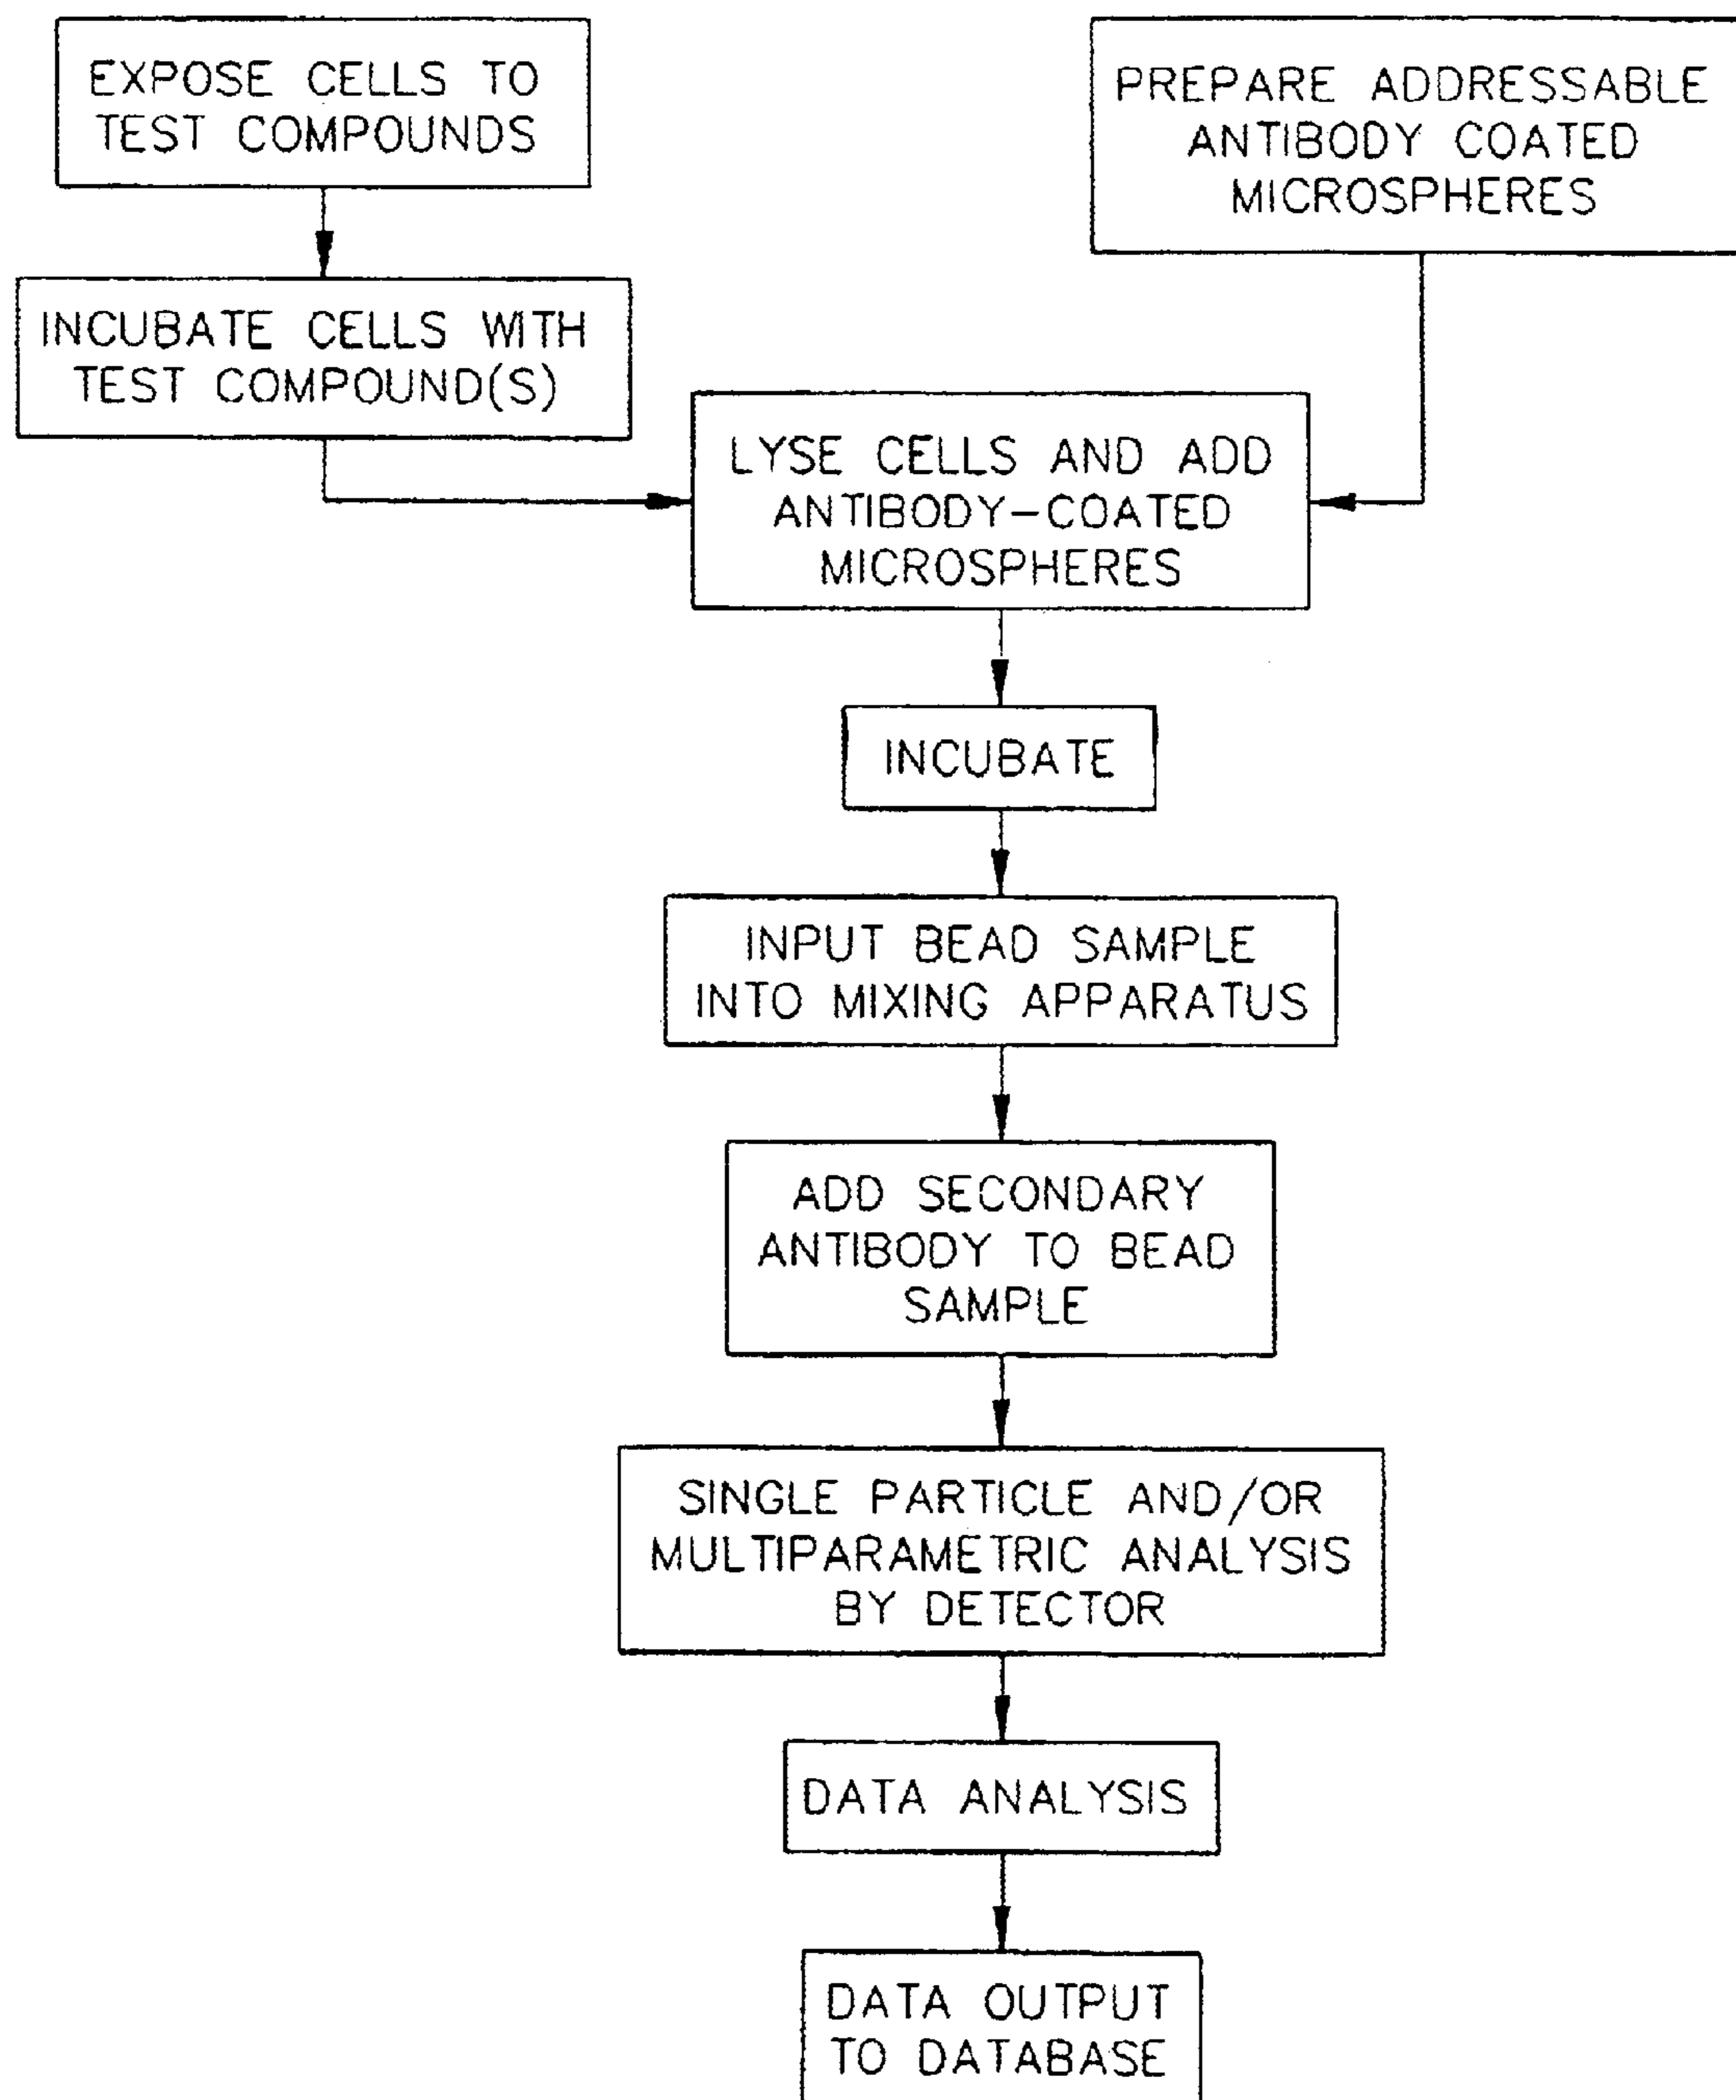 EXPOSE CELLS TO
TEST COMPOUNDS
PREPARE ADDRESSABLE
ANTIBODY COATED
MICROSPHERES
INCUBATE CELLS WITH
TEST COMPOUND(S)
LYSE CELLS AND ADD
ANTIBODY-COATED
MICROSPHERES
INCUBATE
INPUT BEAD SAMPLE
INTO MIXING APPARATUS
ADD SECONDARY
ANTIBODY TO BEAD
SAMPLE
SINGLE PARTICLE AND/OR
MULTIPARAMETRIC ANALYSIS
BY DETECTOR
DATA ANALYSIS
DATA OUTPUT
TO DATABASE